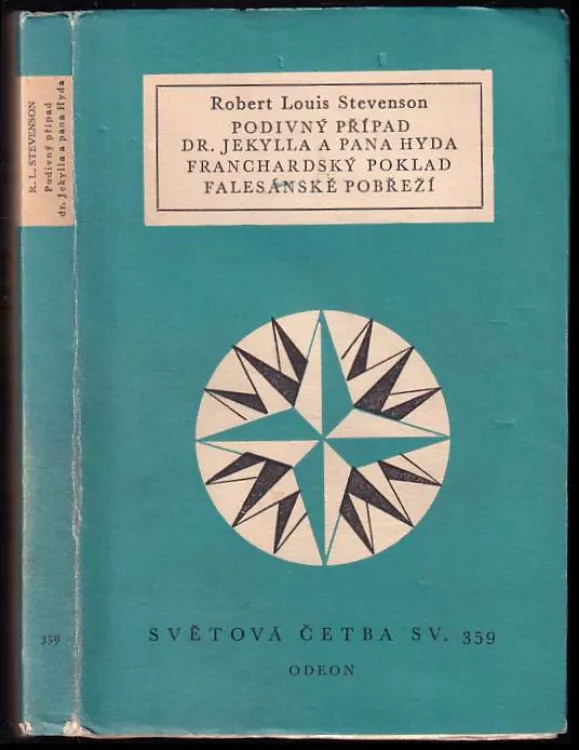 R. L. STEVENSON
Podivný případ
dr. Jekylla a pana Hyda
359
Robert Louis Stevenson
PODIVNÝ PŘÍPAD
DR. JEKYLLA A PANA HYDA
FRANCHARDSKÝ POKLAD
FALESÁNSKÉ POBŘEŽÍ
SVĚTOVÁ ČETBA SV. 359
ODEON